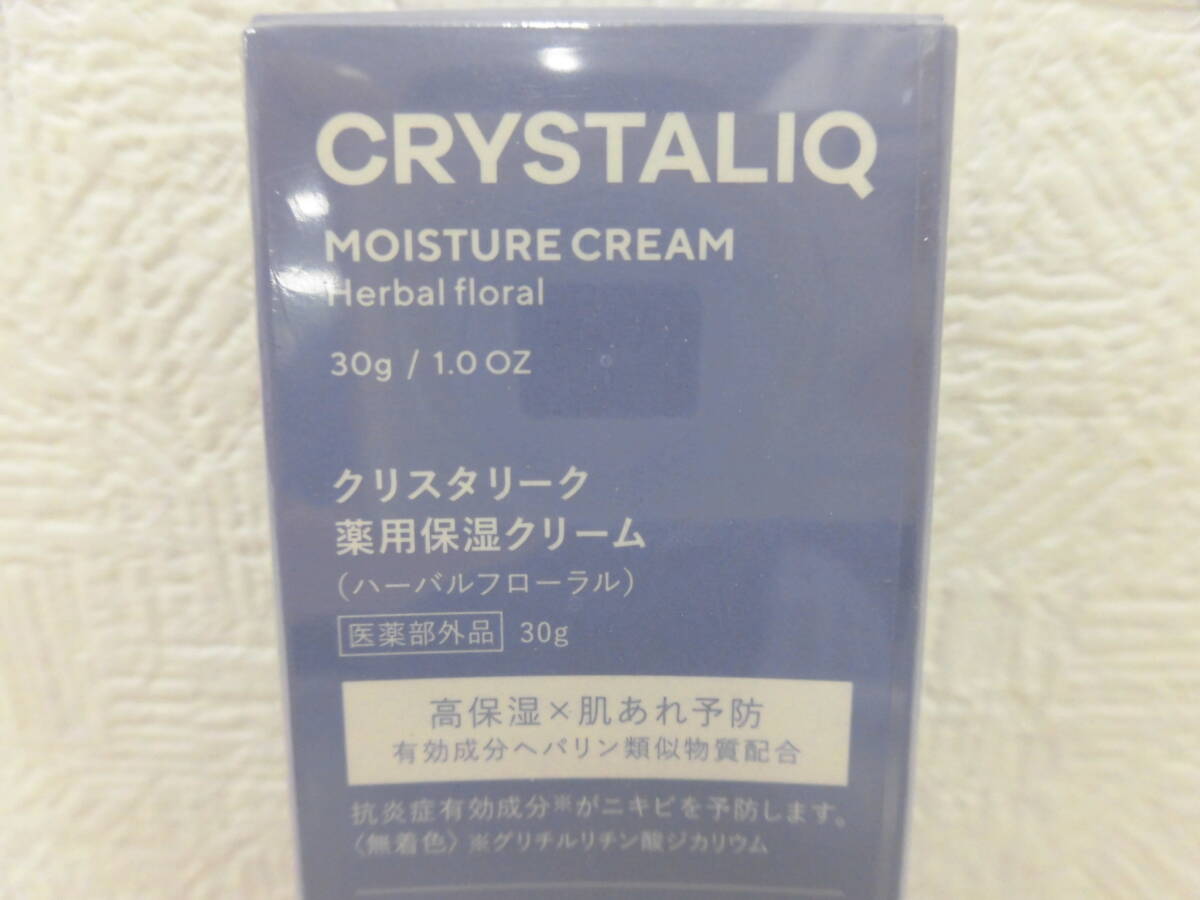 CRYSTALIQ
MOISTURE CREAM
Herbal floral
30g / 1.0 OZ
クリスタリーク
薬用保湿クリーム
(ハーバルフローラル)
医薬部外品 30g
高保湿×肌あれ予防
有効成分ヘパリン類似物質配合
抗炎症有効成分※がニキビを予防します。
〈無着色〉※グリチルリチン酸ジカリウム